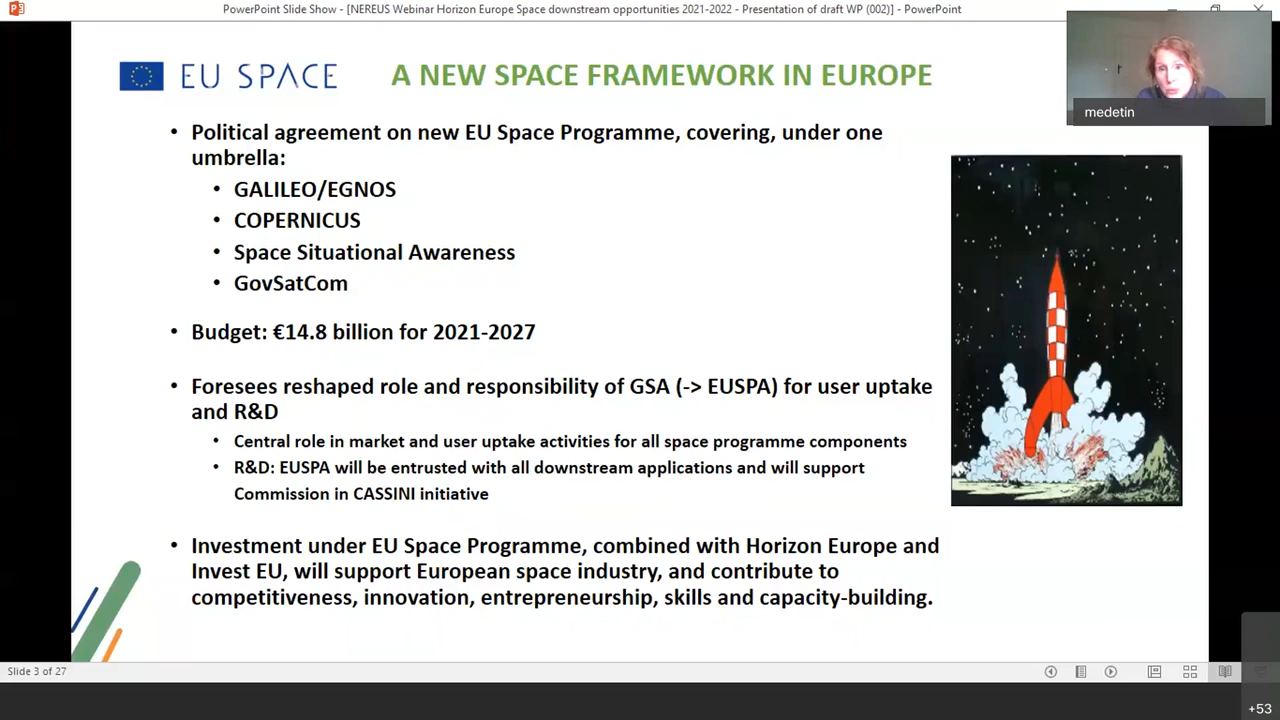 PowerPoint Slide Show - [NEREUS Webinar Horizon Europe Space downstream opportunities 2021-2022 - Presentation of draft WP (002)] - PowerPoint
medetin
EU SPACE
A NEW SPACE FRAMEWORK IN EUROPE
• Political agreement on new EU Space Programme, covering, under one
umbrella:
• GALILEO/EGNOS
• COPERNICUS
• Space Situational Awareness
• GovSatCom
• Budget: €14.8 billion for 2021-2027
• Foresees reshaped role and responsibility of GSA (-> EUSPA) for user uptake
and R&D
• Central role in market and user uptake activities for all space programme components
• R&D: EUSPA will be entrusted with all downstream applications and will support
Commission in CASSINI initiative
• Investment under EU Space Programme, combined with Horizon Europe and
Invest EU, will support European space industry, and contribute to
competitiveness, innovation, entrepreneurship, skills and capacity-building.
Slide 3 of 27
+53